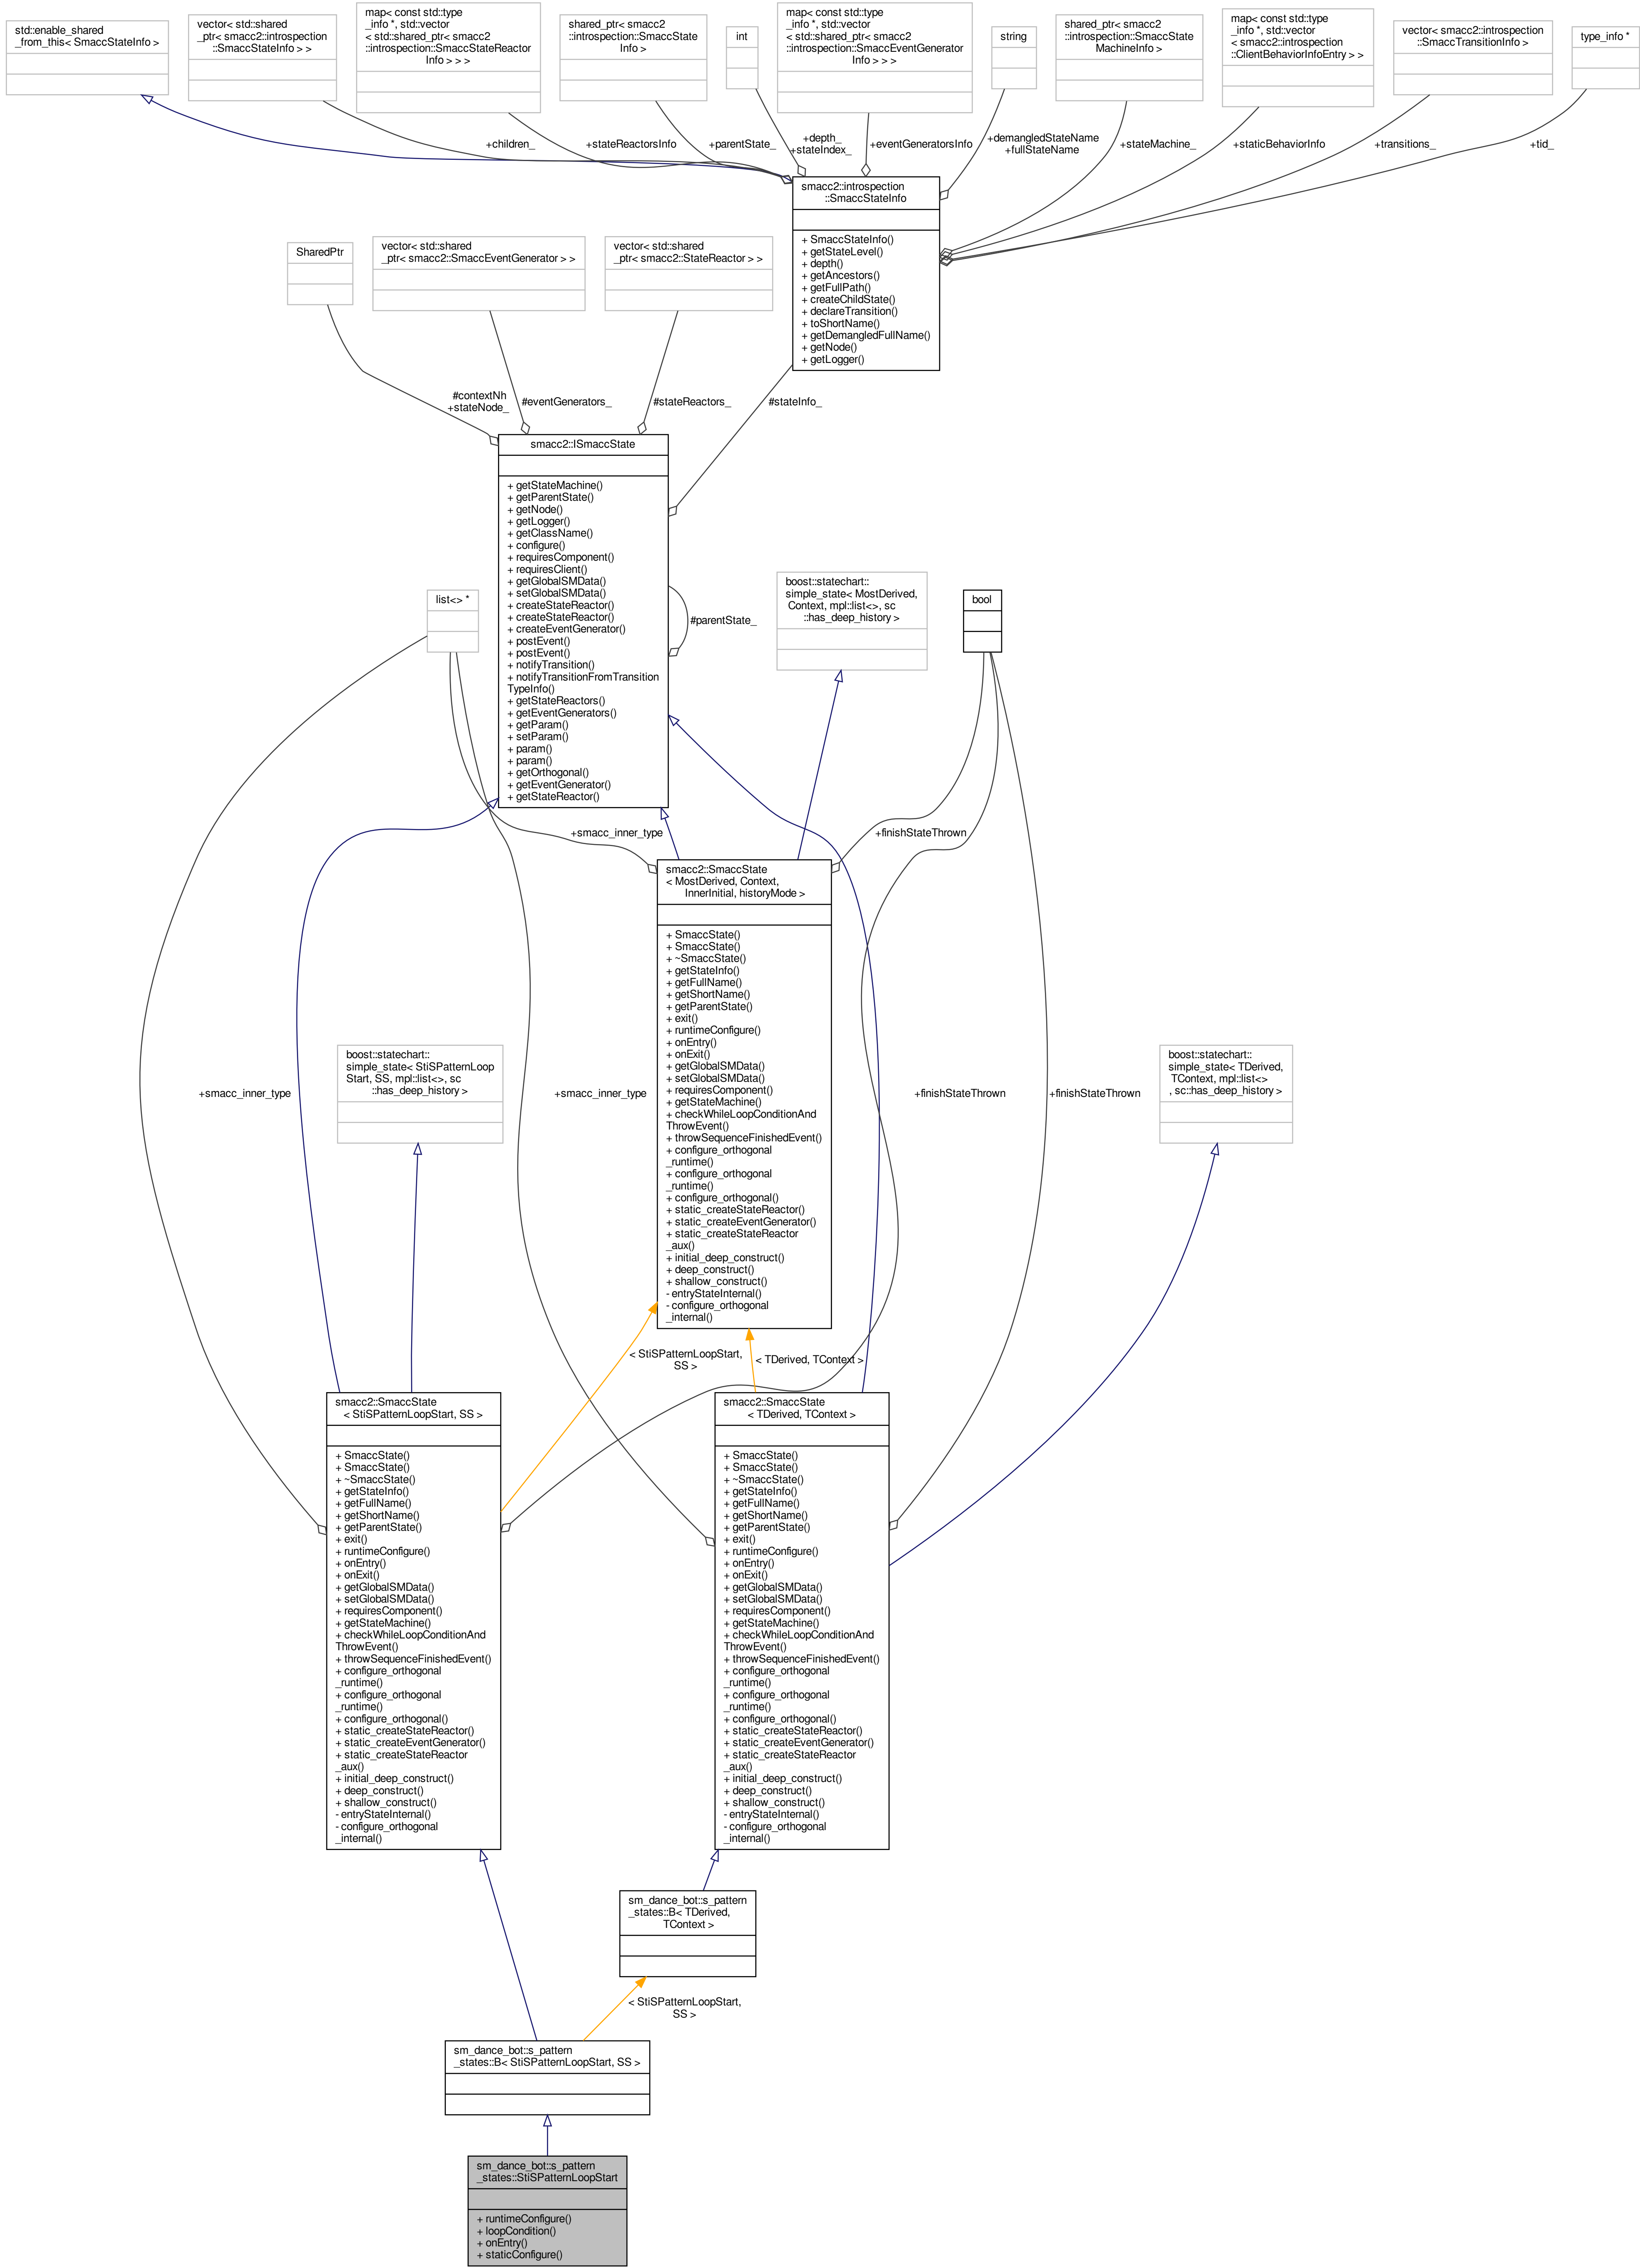 std::enable_shared
_from_this< SmaccStateInfo >
vector< std::shared
_ptr< smacc2::introspection
::SmaccStateInfo > >
map< const std::type
_info *, std::vector
< std::shared_ptr< smacc2
::introspection::SmaccStateReactor
Info > > >
shared_ptr< smacc2
::introspection::SmaccState
Info >
int
map< const std::type
_info *, std::vector
< std::shared_ptr< smacc2
::introspection::SmaccEventGenerator
Info > > >
string
shared_ptr< smacc2
::introspection::SmaccState
MachineInfo >
map< const std::type
_info *, std::vector
< smacc2::introspection
::ClientBehaviorInfoEntry > >
vector< smacc2::introspection
::SmaccTransitionInfo >
type_info *
+children_
+stateReactorsInfo
+parentState_
+depth_
+stateIndex_
+eventGeneratorsInfo
+demangledStateName
+fullStateName
+stateMachine_
+staticBehaviorInfo
+transitions_
+tid_
smacc2::introspection
::SmaccStateInfo
+ SmaccStateInfo()
+ getStateLevel()
+ depth()
+ getAncestors()
+ getFullPath()
+ createChildState()
+ declareTransition()
+ toShortName()
+ getDemangledFullName()
+ getNode()
+ getLogger()
SharedPtr
vector< std::shared
_ptr< smacc2::SmaccEventGenerator > >
vector< std::shared
_ptr< smacc2::StateReactor > >
#contextNh
+stateNode_
#eventGenerators_
#stateReactors_
#stateInfo_
smacc2::ISmaccState
+ getStateMachine()
+ getParentState()
+ getNode()
+ getLogger()
+ getClassName()
+ configure()
+ requiresComponent()
+ requiresClient()
+ getGlobalSMData()
+ setGlobalSMData()
+ createStateReactor()
+ createStateReactor()
+ createEventGenerator()
+ postEvent()
+ postEvent()
+ notifyTransition()
+ notifyTransitionFromTransition
TypeInfo()
+ getStateReactors()
+ getEventGenerators()
+ getParam()
+ setParam()
+ param()
+ param()
+ getOrthogonal()
+ getEventGenerator()
+ getStateReactor()
#parentState_
list<> *
boost::statechart::
simple_state< MostDerived,
Context, mpl::list<>, sc
::has_deep_history >
bool
+smacc_inner_type
+finishStateThrown
smacc2::SmaccState
< MostDerived, Context,
InnerInitial, historyMode >
+ SmaccState()
+ SmaccState()
+ ~SmaccState()
+ getStateInfo()
+ getFullName()
+ getShortName()
+ getParentState()
+ exit()
+ runtimeConfigure()
+ onEntry()
+ onExit()
+ getGlobalSMData()
+ setGlobalSMData()
+ requiresComponent()
+ getStateMachine()
+ checkWhileLoopConditionAnd
ThrowEvent()
+ throwSequenceFinishedEvent()
+ configure_orthogonal
_runtime()
+ configure_orthogonal
_runtime()
+ configure_orthogonal()
+ static_createStateReactor()
+ static_createEventGenerator()
+ static_createStateReactor
_aux()
+ initial_deep_construct()
+ deep_construct()
+ shallow_construct()
- entryStateInternal()
- configure_orthogonal
_internal()
boost::statechart::
simple_state< StiSPatternLoop
Start, SS, mpl::list<>, sc
::has_deep_history >
boost::statechart::
simple_state< TDerived,
TContext, mpl::list<>
, sc::has_deep_history >
+smacc_inner_type
+smacc_inner_type
+finishStateThrown
+finishStateThrown
< StiSPatternLoopStart,
SS >
< TDerived, TContext >
smacc2::SmaccState
< StiSPatternLoopStart, SS >
+ SmaccState()
+ SmaccState()
+ ~SmaccState()
+ getStateInfo()
+ getFullName()
+ getShortName()
+ getParentState()
+ exit()
+ runtimeConfigure()
+ onEntry()
+ onExit()
+ getGlobalSMData()
+ setGlobalSMData()
+ requiresComponent()
+ getStateMachine()
+ checkWhileLoopConditionAnd
ThrowEvent()
+ throwSequenceFinishedEvent()
+ configure_orthogonal
_runtime()
+ configure_orthogonal
_runtime()
+ configure_orthogonal()
+ static_createStateReactor()
+ static_createEventGenerator()
+ static_createStateReactor
_aux()
+ initial_deep_construct()
+ deep_construct()
+ shallow_construct()
- entryStateInternal()
- configure_orthogonal
_internal()
smacc2::SmaccState
< TDerived, TContext >
+ SmaccState()
+ SmaccState()
+ ~SmaccState()
+ getStateInfo()
+ getFullName()
+ getShortName()
+ getParentState()
+ exit()
+ runtimeConfigure()
+ onEntry()
+ onExit()
+ getGlobalSMData()
+ setGlobalSMData()
+ requiresComponent()
+ getStateMachine()
+ checkWhileLoopConditionAnd
ThrowEvent()
+ throwSequenceFinishedEvent()
+ configure_orthogonal
_runtime()
+ configure_orthogonal
_runtime()
+ configure_orthogonal()
+ static_createStateReactor()
+ static_createEventGenerator()
+ static_createStateReactor
_aux()
+ initial_deep_construct()
+ deep_construct()
+ shallow_construct()
- entryStateInternal()
- configure_orthogonal
_internal()
sm_dance_bot::s_pattern
_states::B< TDerived,
TContext >
< StiSPatternLoopStart,
SS >
sm_dance_bot::s_pattern
_states::B< StiSPatternLoopStart, SS >
sm_dance_bot::s_pattern
_states::StiSPatternLoopStart
+ runtimeConfigure()
+ loopCondition()
+ onEntry()
+ staticConfigure()